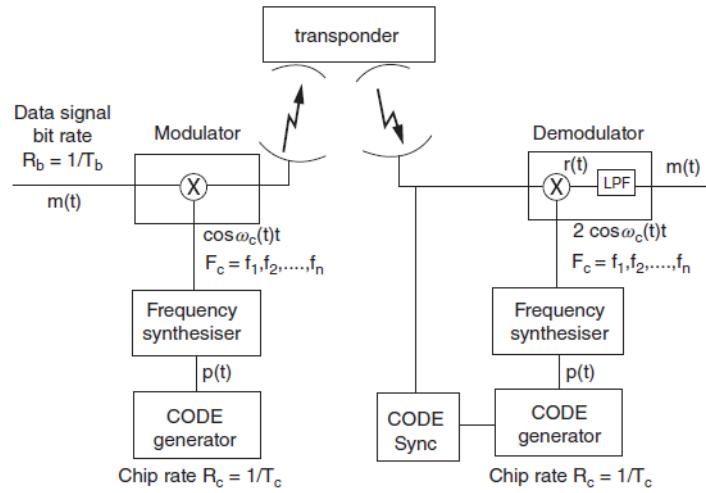 transponder
Data signal
bit rate
R_b = 1/T_b
m(t)
Modulator
X
cosω_c(t)t
F_c = f_1,f_2,....,f_n
Frequency
synthesiser
p(t)
CODE
generator
Chip rate R_c = 1/T_c
Demodulator
r(t)
X
LPF
m(t)
2 cosω_c(t)t
F_c = f_1,f_2,....,f_n
Frequency
synthesiser
p(t)
CODE
Sync
CODE
generator
Chip rate R_c = 1/T_c